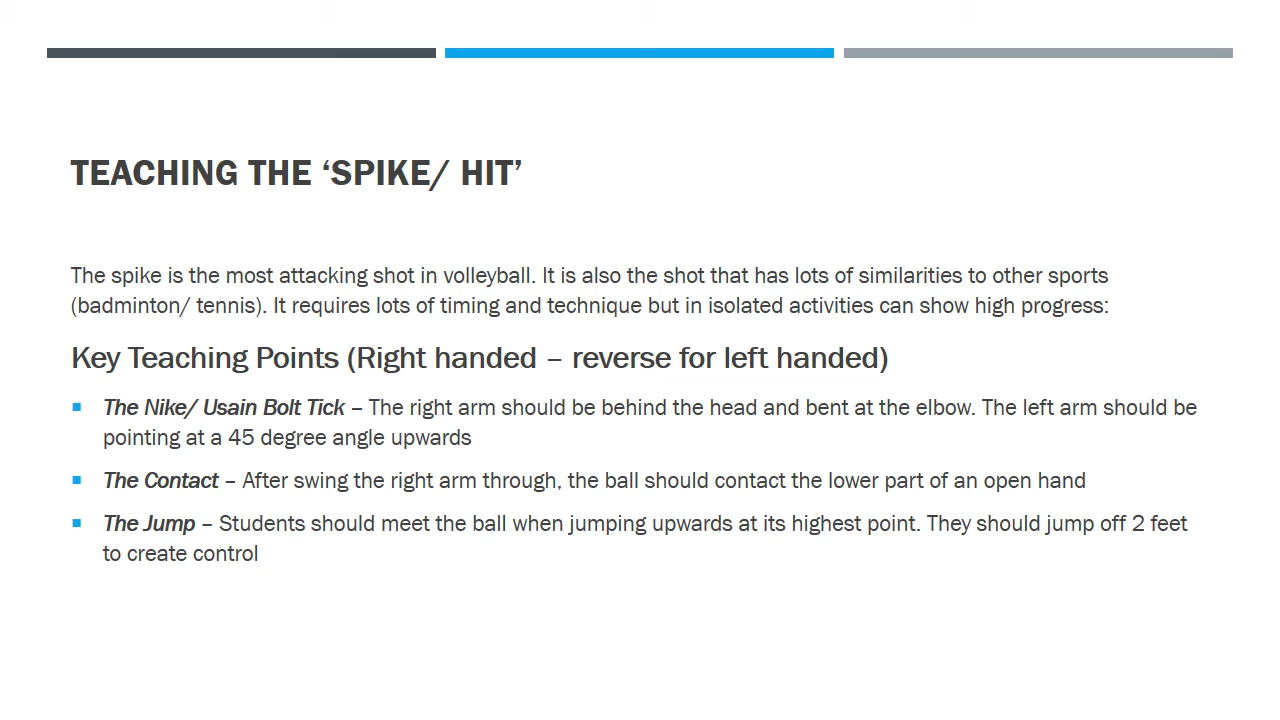 TEACHING THE ‘SPIKE/ HIT’
The spike is the most attacking shot in volleyball. It is also the shot that has lots of similarities to other sports
(badminton/ tennis). It requires lots of timing and technique but in isolated activities can show high progress:
Key Teaching Points (Right handed – reverse for left handed)
The Nike/ Usain Bolt Tick – The right arm should be behind the head and bent at the elbow. The left arm should be
pointing at a 45 degree angle upwards
The Contact – After swing the right arm through, the ball should contact the lower part of an open hand
The Jump – Students should meet the ball when jumping upwards at its highest point. They should jump off 2 feet
to create control